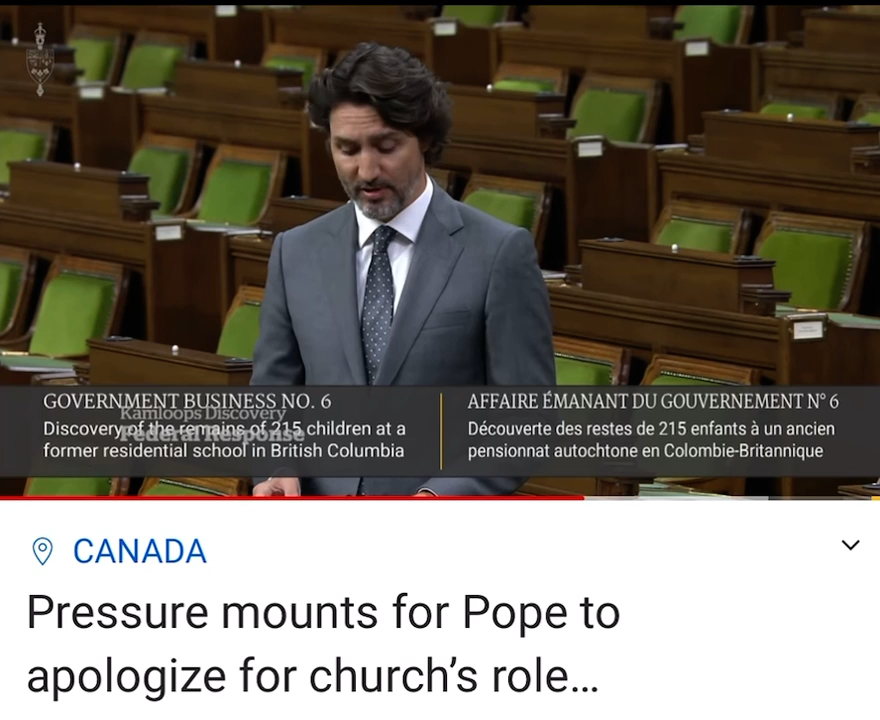 GOVERNMENT BUSINESS NO. 6
Kamloops Discovery
Discovery of the remains of 215 children at a
Federal Response
former residential school in British Columbia
AFFAIRE ÉMANANT DU GOUVERNEMENT N° 6
Découverte des restes de 215 enfants à un ancien
pensionnat autochtone en Colombie-Britannique
CANADA
Pressure mounts for Pope to
apologize for church’s role...